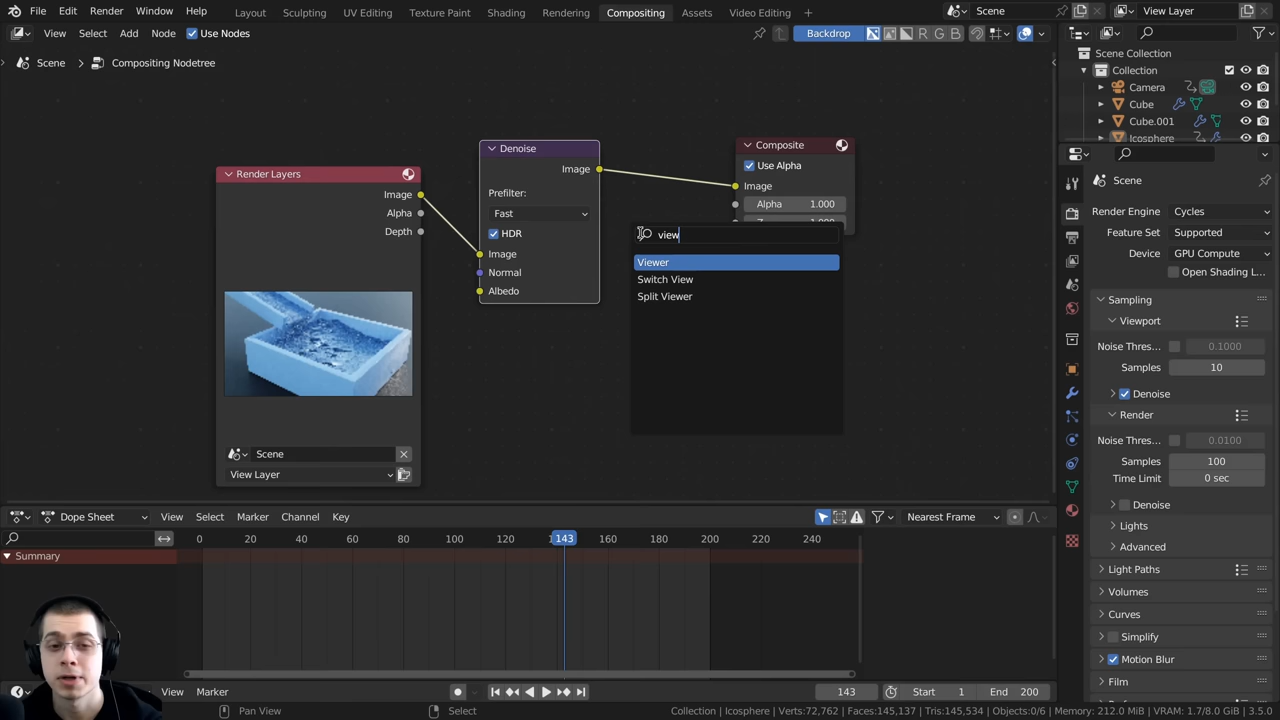 File Edit Render Window Help Layout Sculpting UV Editing Texture Paint Shading Rendering Compositing Assets Video Editing Scene View Layer
View Select Add Node Use Nodes Backdrop R G B
Scene Compositing Nodetree
Scene Collection
Collection
Camera
Cube
Cube.001
Icosphere
Render Layers
Image
Alpha
Depth
Scene
View Layer
Denoise
Image
Prefilter:
Fast
HDR
Image
Normal
Albedo
Composite
Use Alpha
Image
Alpha 1.000
view
Viewer
Switch View
Split Viewer
Scene
Render Engine Cycles
Feature Set Supported
Device GPU Compute
Open Shading L...
Sampling
Viewport
Noise Thres... 0.1000
Samples 10
Denoise
Render
Noise Thres... 0.0100
Samples 100
Time Limit 0 sec
Denoise
Lights
Advanced
Light Paths
Volumes
Curves
Simplify
Motion Blur
Film
Dope Sheet View Select Marker Channel Key Nearest Frame
0 20 40 60 80 100 120 143 160 180 200 220 240
Summary
View Marker 143 Start 1 End 200
Pan View Select Collection | Icosphere | Verts:72,762 | Faces:145,137 | Tris:145,534 | Objects:0/6 | Memory: 212.0 MiB | VRAM: 1.7/8.0 GiB | 3.5.0